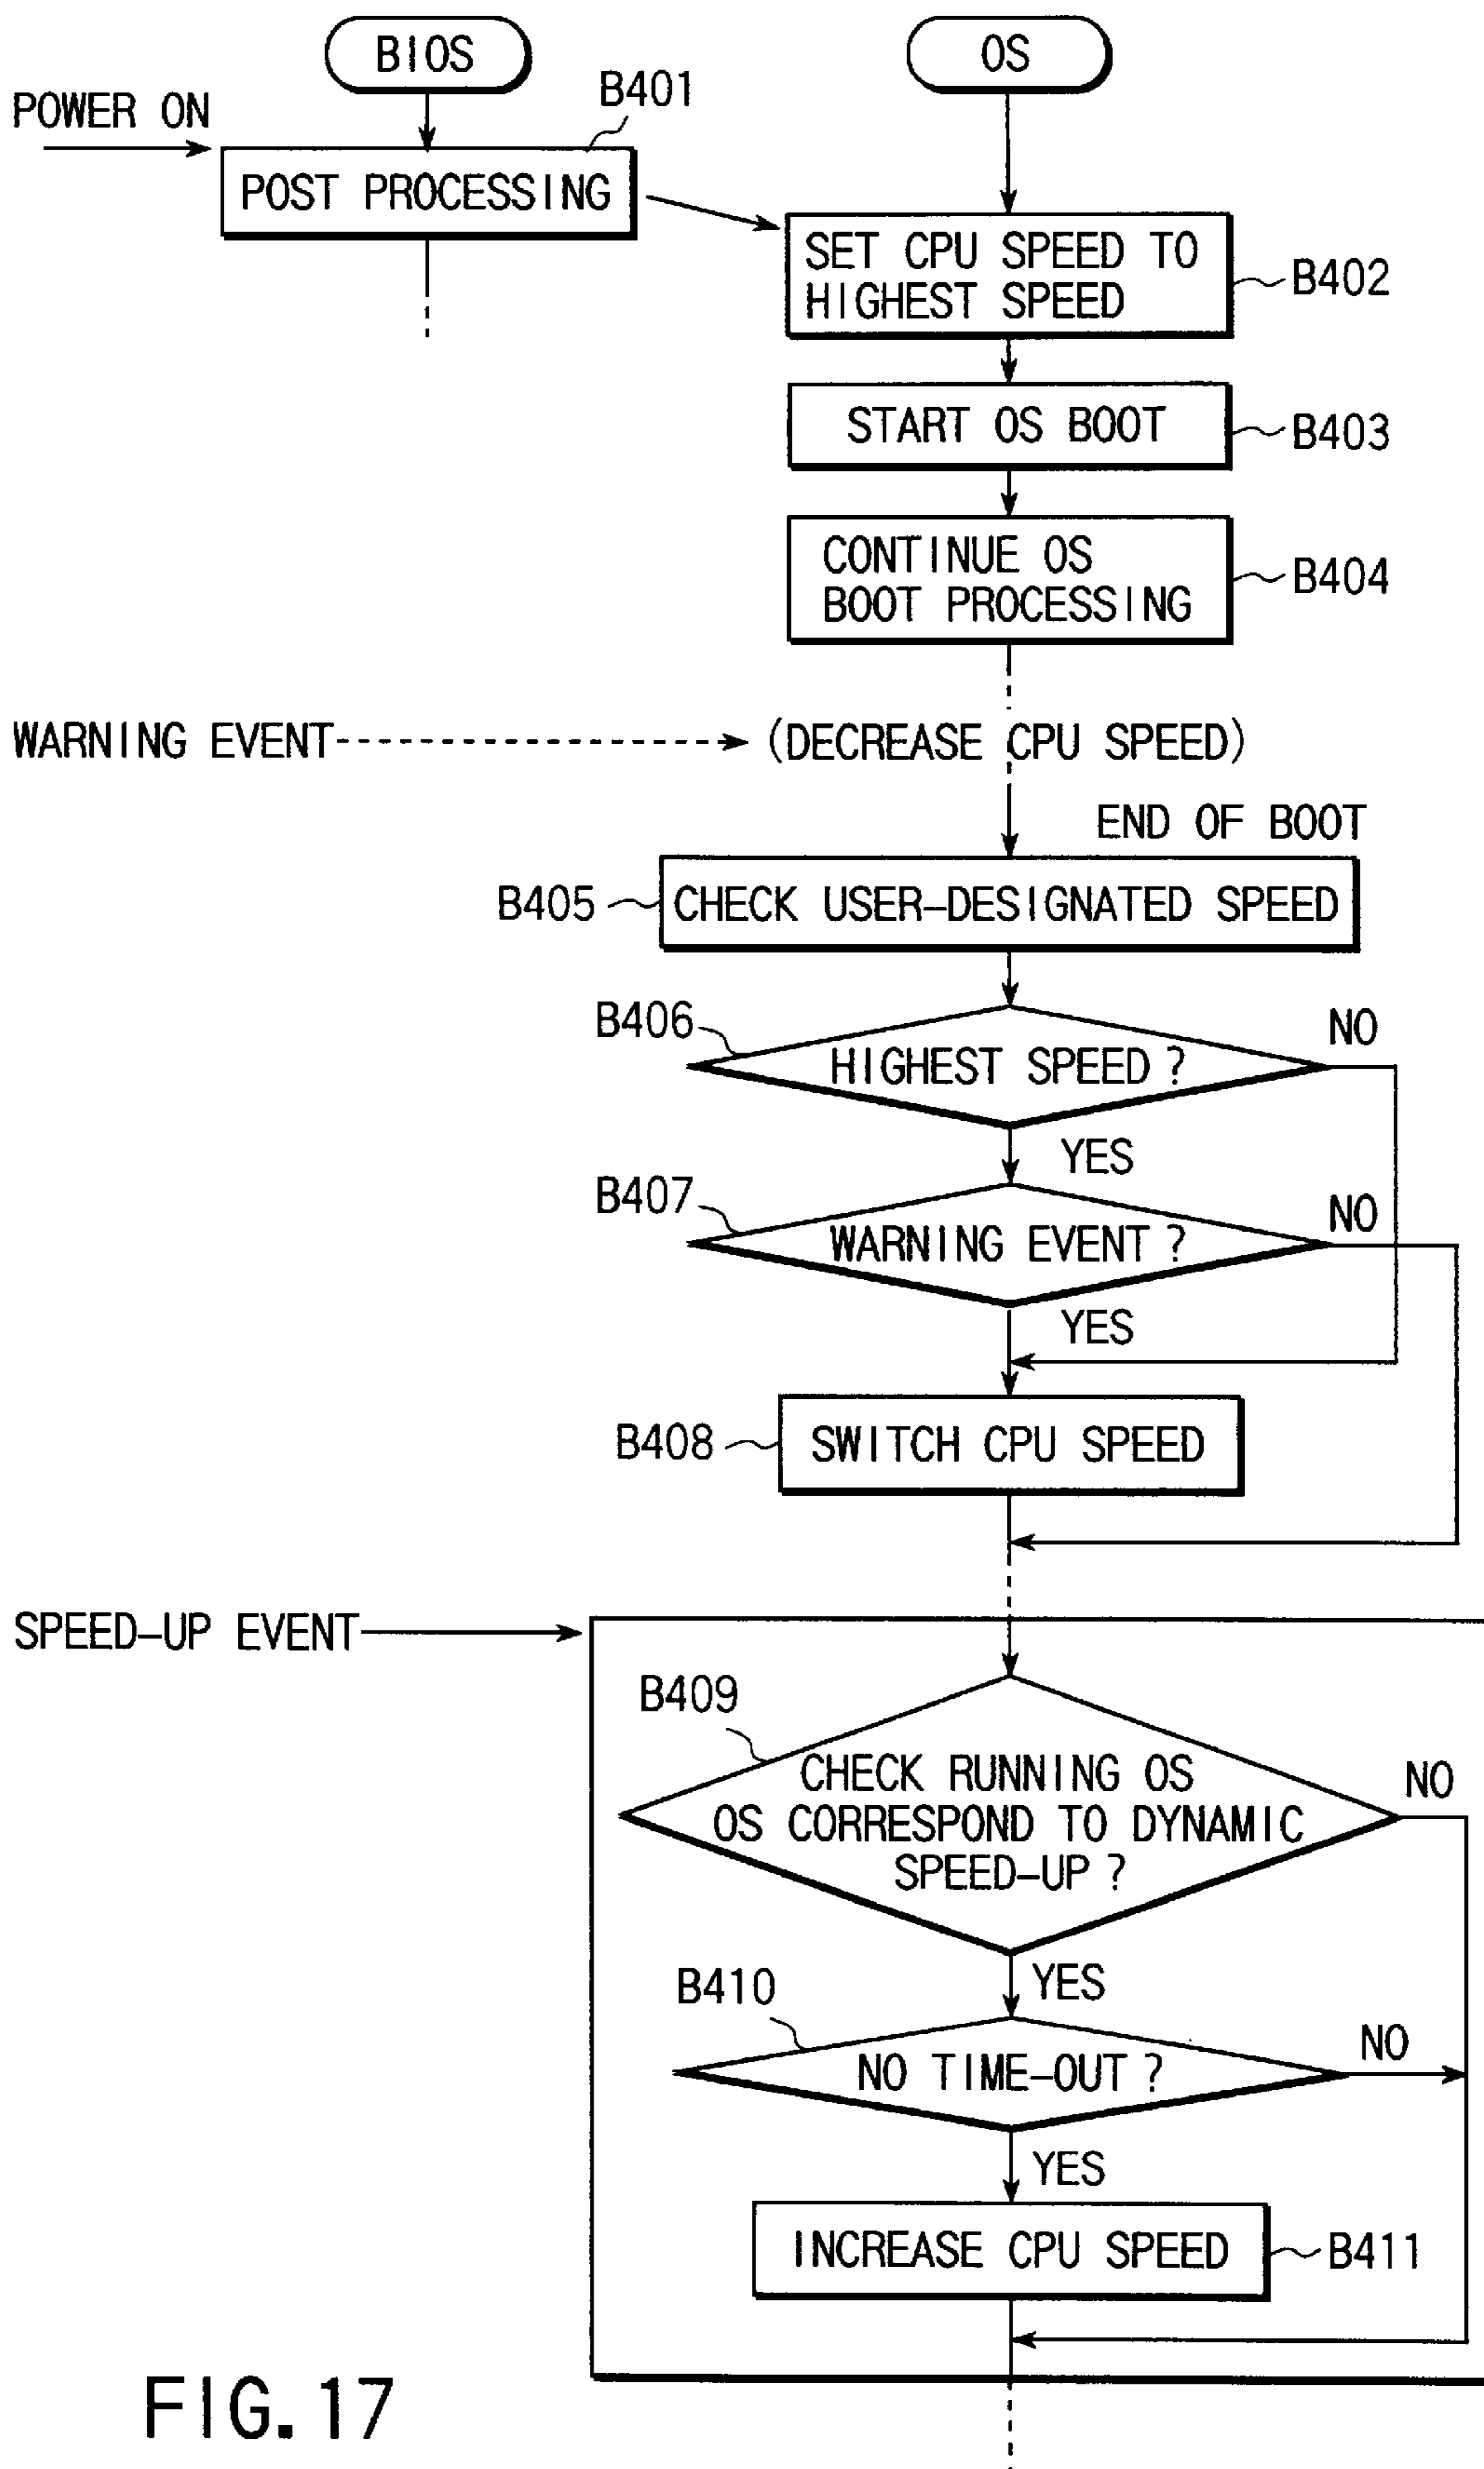 BIOS
OS
POWER ON
B401
POST PROCESSING
SET CPU SPEED TO
HIGHEST SPEED
B402
START OS BOOT
B403
CONTINUE OS
BOOT PROCESSING
B404
WARNING EVENT
(DECREASE CPU SPEED)
END OF BOOT
B405
CHECK USER-DESIGNATED SPEED
B406
HIGHEST SPEED ?
NO
YES
B407
WARNING EVENT ?
NO
YES
B408
SWITCH CPU SPEED
SPEED-UP EVENT
B409
CHECK RUNNING OS
OS CORRESPOND TO DYNAMIC
SPEED-UP ?
NO
YES
B410
NO TIME-OUT ?
NO
YES
INCREASE CPU SPEED
B411
FIG. 17